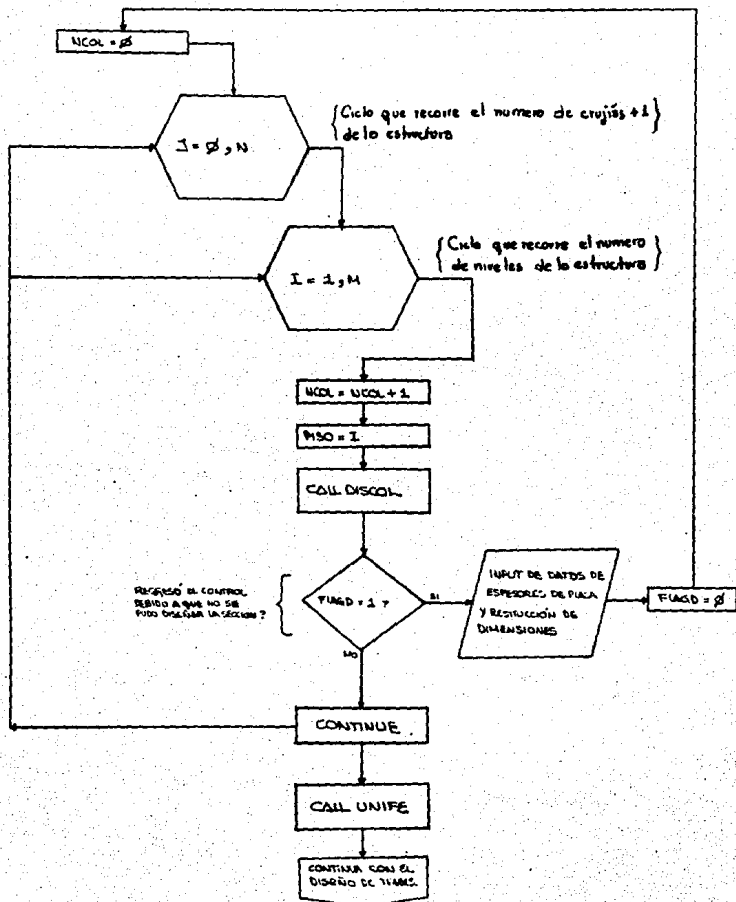 NCOL = Ø
J = Ø, N
{ Ciclo que recorre el numero de crujias +1 }
de la estructura
I = 1, M
{ Ciclo que recorre el numero
de niveles de la estructura }
NCOL = NCOL + 1
PISO = I
CALL DISCOL
REGRESÓ EL CONTROL
DEBIDO A QUE NO SE
PUDO DISEÑAR LA SECCION ?
FLAGD = 1 ?
SI
NO
INPUT DE DATOS DE
ESPESORES DE PLACA
Y RESTRICCIÓN DE
DIMENSIONES
FLAGD = Ø
CONTINUE
CALL UNIFE
CONTINUA CON EL
DISEÑO DE TRABES